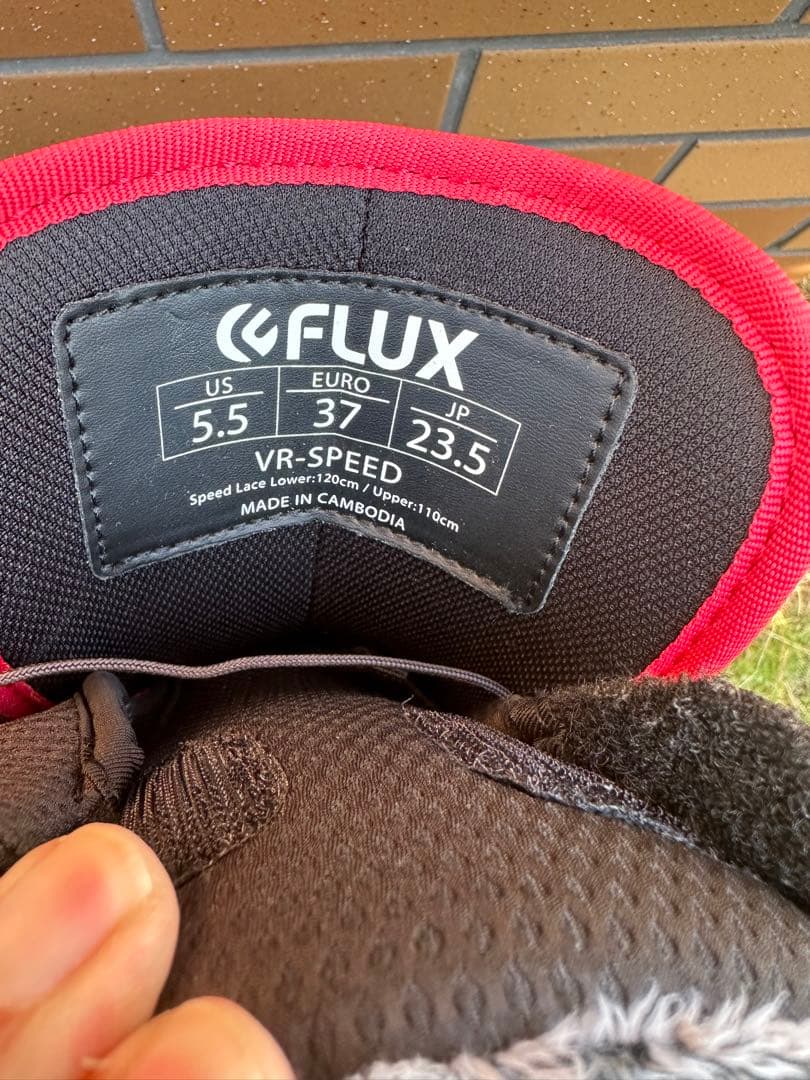 FLUX
US EURO JP
5.5 37 23.5
VR-SPEED
Speed Lace Lower:120cm / Upper:110cm
MADE IN CAMBODIA